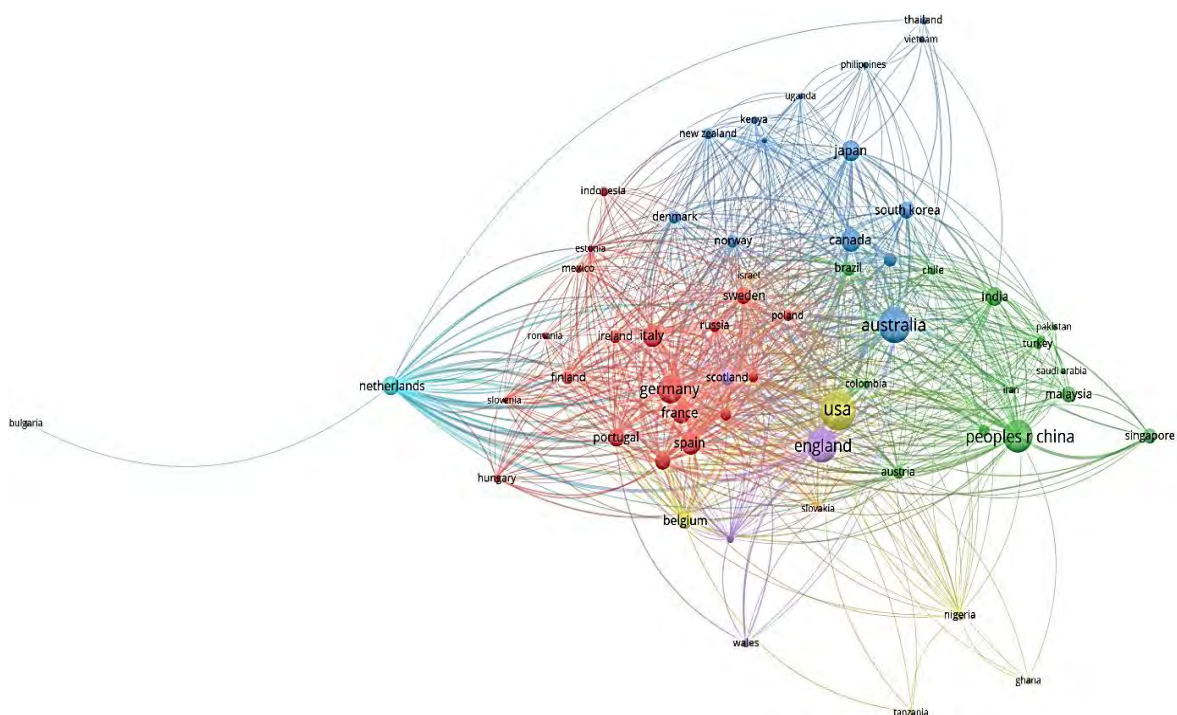 thailand
vietnam
philippines
uganda
kenya
new zealand
japan
indonesia
south korea
denmark
norway
canada
estonia
mexico
brazil
chile
israel
sweden
india
poland
russia
australia
pakistan
romania
ireland
italy
turkey
saudi arabia
finland
scotland
netherlands
colombia
iran
germany
malaysia
slovenia
france
usa
bulgaria
portugal
spain
england
peoples r china
singapore
hungary
austria
slovakia
belgium
nigeria
wales
ghana
tanzania